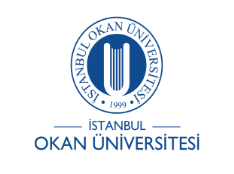 İSTANBUL OKAN ÜNİVERSİTESİ
• 1999 •
İSTANBUL
OKAN ÜNİVERSİTESİ